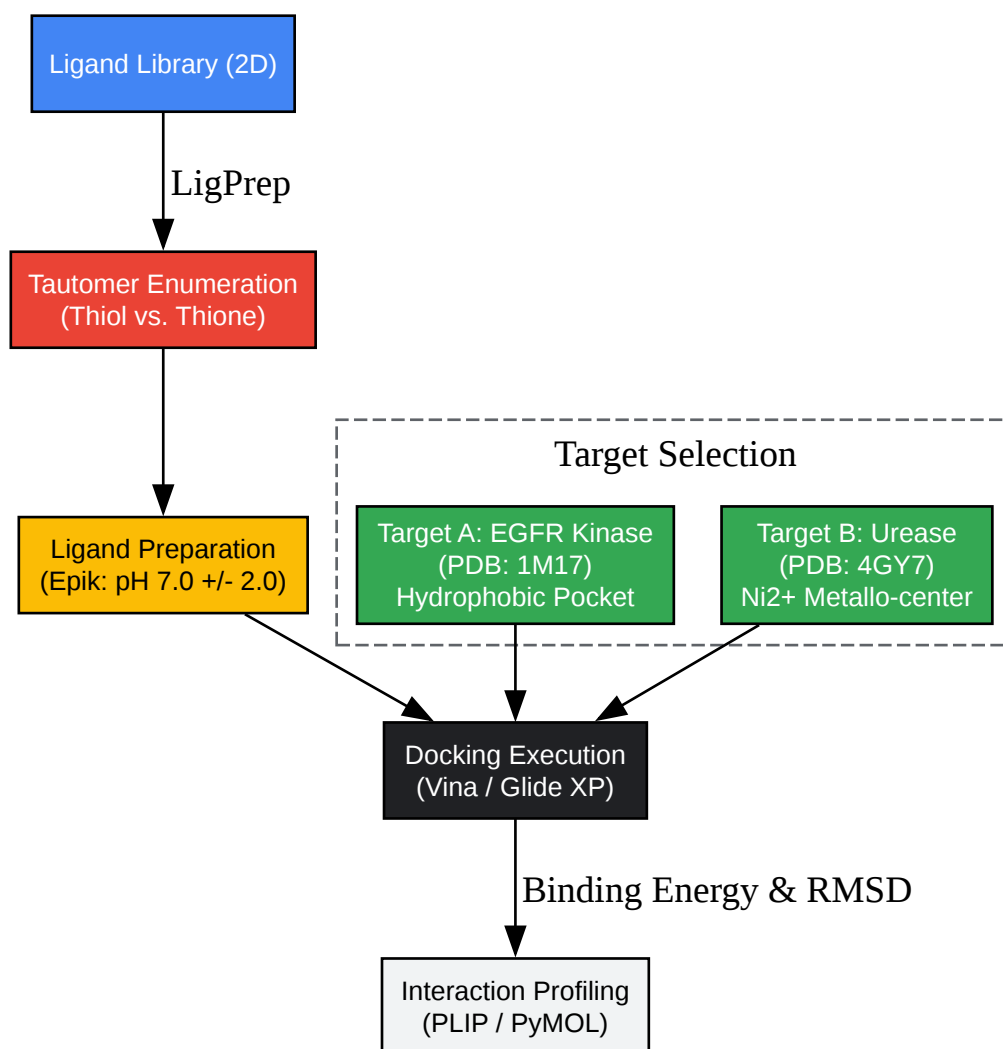 Ligand Library (2D)
LigPrep
Tautomer Enumeration
(Thiol vs. Thione)
Target Selection
Ligand Preparation
(Epik: pH 7.0 +/- 2.0)
Target A: EGFR Kinase
(PDB: 1M17)
Hydrophobic Pocket
Target B: Urease
(PDB: 4GY7)
Ni2+ Metallo-center
Docking Execution
(Vina / Glide XP)
Binding Energy & RMSD
Interaction Profiling
(PLIP / PyMOL)